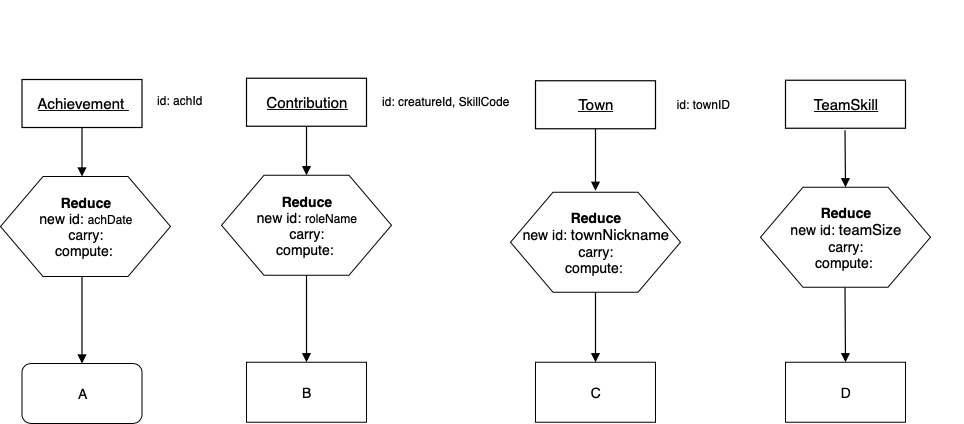 Achievement
id: achId
Contribution
id: creatureId, SkillCode
Town
id: townID
TeamSkill
Reduce
new id: achDate
carry:
compute:
Reduce
new id: roleName
carry:
compute:
Reduce
new id: townNickname
carry:
compute:
Reduce
new id: teamSize
carry:
compute:
A
B
C
D